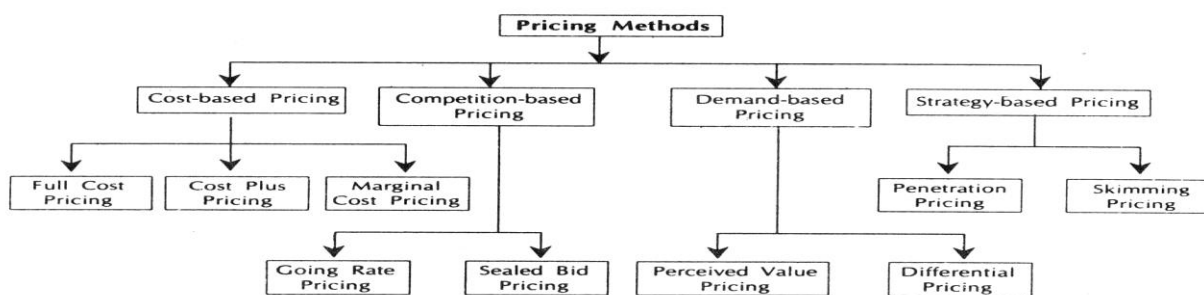 Pricing Methods
Cost-based Pricing
Competition-based
Pricing
Demand-based
Pricing
Strategy-based Pricing
Full Cost
Pricing
Cost Plus
Pricing
Marginal
Cost Pricing
Penetration
Pricing
Skimming
Pricing
Going Rate
Pricing
Sealed Bid
Pricing
Perceived Value
Pricing
Differential
Pricing